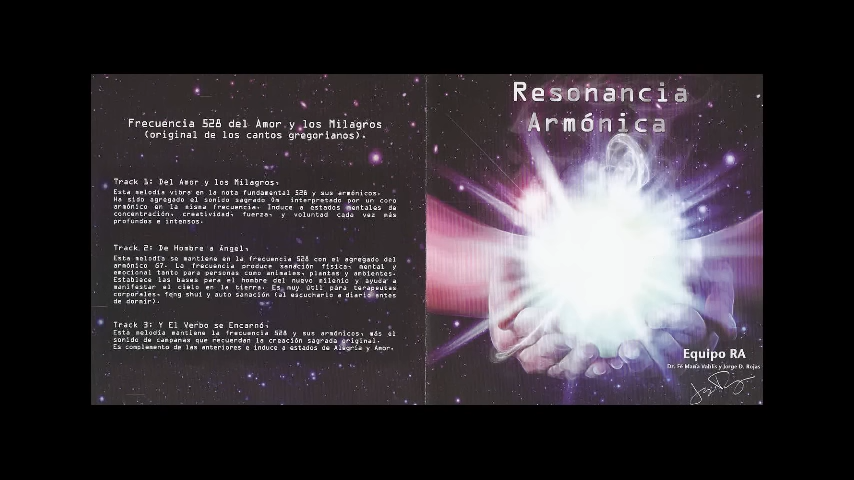 Frecuencia 528 del Amor y los Milagros
(original de los cantos gregorianos).
Track 1: Del Amor y los Milagros.
Esta melodía vibra en la nota fundamental 528 y sus armónicos.
Ha sido agregado el sonido sagrado Om interpretado por un coro
armónico en la misma frecuencia. Induce a estados mentales de
concentración, creatividad, fuerza, y voluntad cada vez más
profundos e intensos.
Track 2: De Hombre a Ángel.
Esta melodía se mantiene en la frecuencia 528 con el agregado del
armónico G7. La frecuencia produce sanación física, mental y
emocional tanto para personas como animales, plantas y ambientes.
Establece las bases para el hombre del nuevo milenio y ayuda a
manifestar el cielo en la tierra. Es muy útil para terapeutas
corporales, feng shui y auto sanación (al escucharlo a diario antes
de dormir).
Track 3: Y El Verbo se Encarnó.
Esta melodía mantiene la frecuencia 528 y sus armónicos, más el
sonido de campanas que recuerdan la creación sagrada original.
Es complemento de las anteriores e induce a estados de Alegría y Amor.
Resonancia
Armónica
Equipo RA
Dr. Fé María Vablis y Jorge D. Rojas